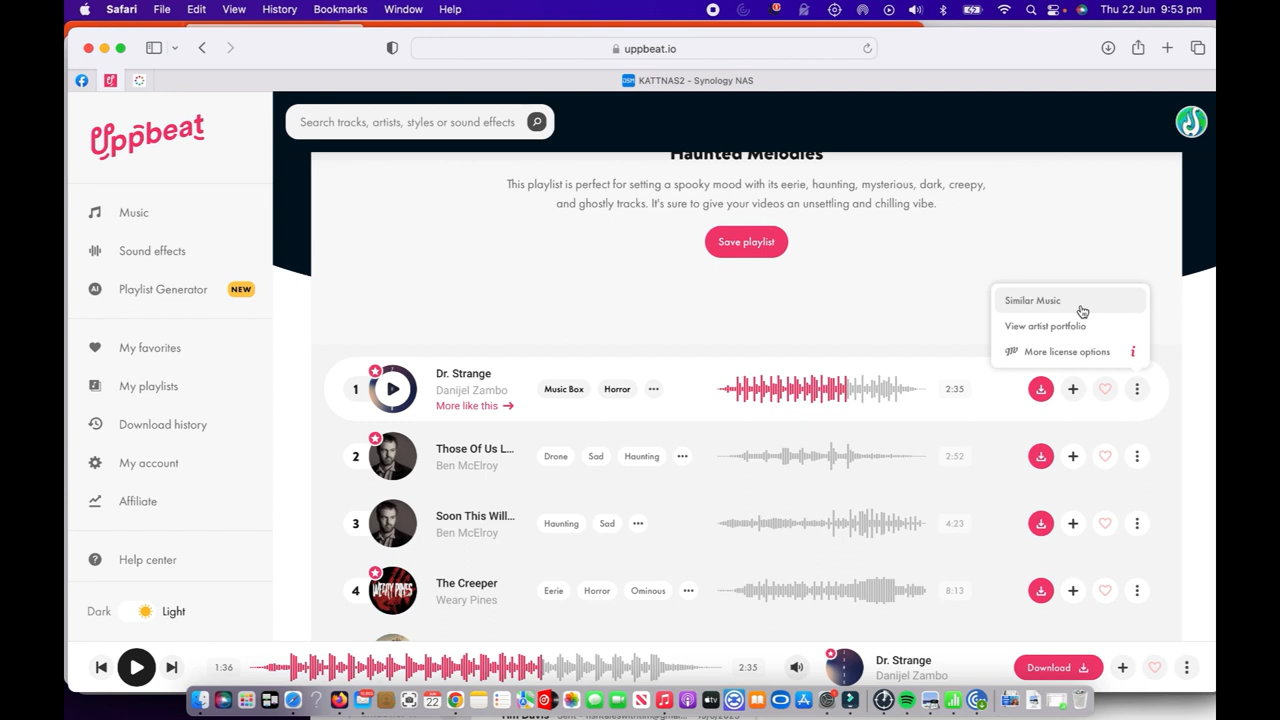 Safari File Edit View History Bookmarks Window Help Thu 22 Jun 9:53 pm
uppbeat.io
KATTNAS2 - Synology NAS
Uppbeat
Search tracks, artists, styles or sound effects
Music
Sound effects
Playlist Generator NEW
My favorites
My playlists
Download history
My account
Affiliate
Help center
Dark Light
Haunted Melodies
This playlist is perfect for setting a spooky mood with its eerie, haunting, mysterious, dark, creepy,
and ghostly tracks. It's sure to give your videos an unsettling and chilling vibe.
Save playlist
Similar Music
View artist portfolio
More license options i
1 Dr. Strange
Danijel Zambo Music Box Horror ••• 2:35
More like this →
2 Those Of Us L...
Ben McElroy Drone Sad Haunting ••• 2:52
3 Soon This Will...
Ben McElroy Haunting Sad ••• 4:23
4 The Creeper
Weary Pines Eerie Horror Ominous ••• 8:13
WEARY PINES
1:36 2:35 Dr. Strange
Danijel Zambo
Download